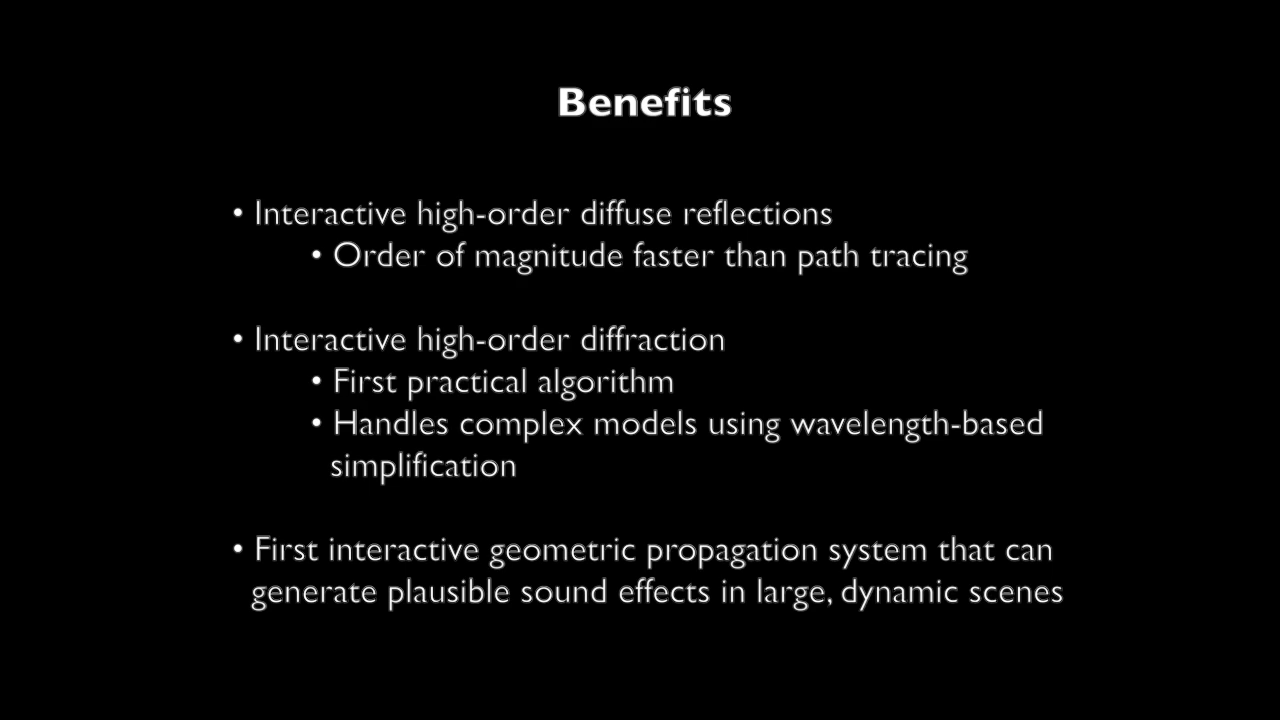 Benefits
• Interactive high-order diffuse reflections
• Order of magnitude faster than path tracing
• Interactive high-order diffraction
• First practical algorithm
• Handles complex models using wavelength-based
simplification
• First interactive geometric propagation system that can
generate plausible sound effects in large, dynamic scenes